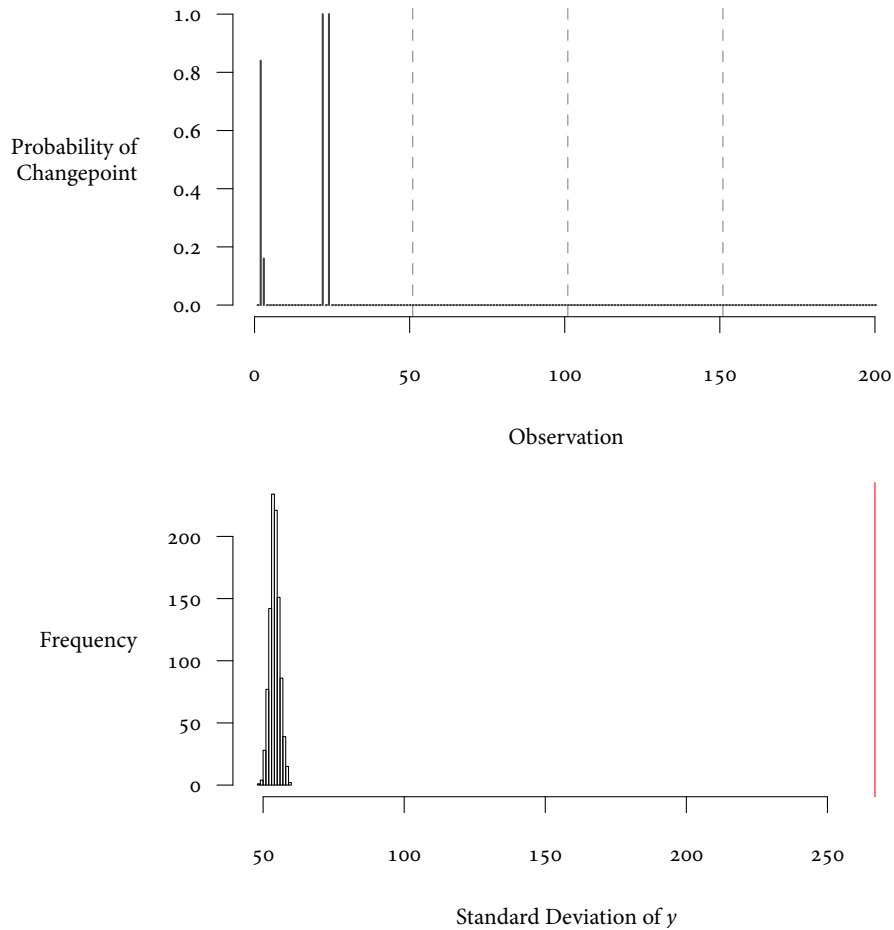 1.0
0.8
0.6
0.4
0.2
0.0
Probability of
Changepoint
0 50 100 150 200
Observation
200
150
100
50
0
Frequency
50 100 150 200 250
Standard Deviation of y